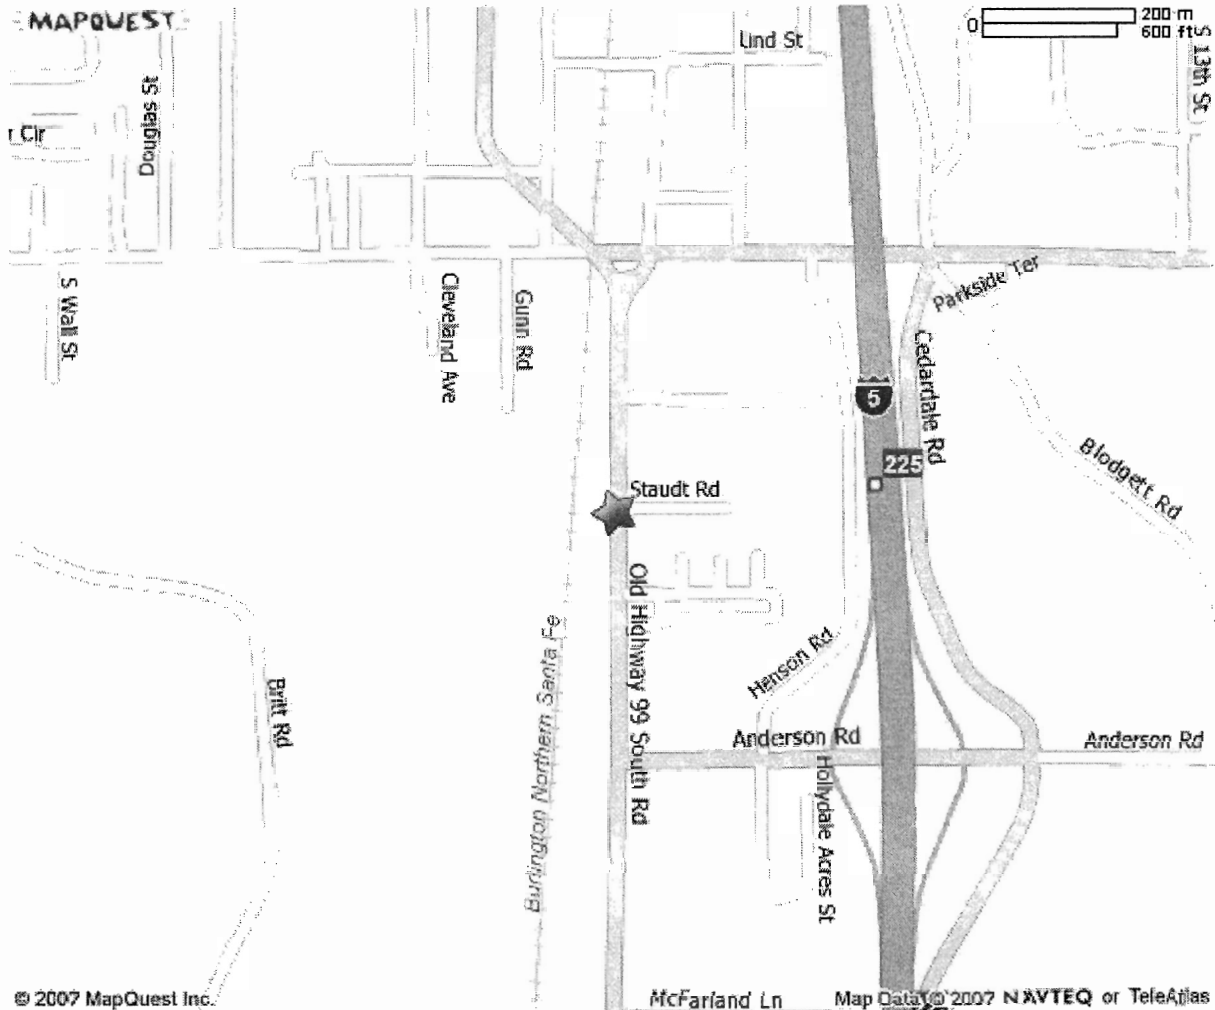 MAPQUEST
0
200 m
600 ft
Lind St
S 13th St
Douglas St
r Cir
S Wall St
Cleveland Ave
Gunn Rd
Parkside Ter
Cedardale Rd
5
225
Blodgett Rd
Staudt Rd
Old Highway 99 South Rd
Burlington Northern Santa Fe
Britt Rd
Henson Rd
Anderson Rd
Anderson Rd
Hollydale Acres St
McFarland Ln
© 2007 MapQuest Inc.
Map Data © 2007 NAVTEQ or TeleAtlas